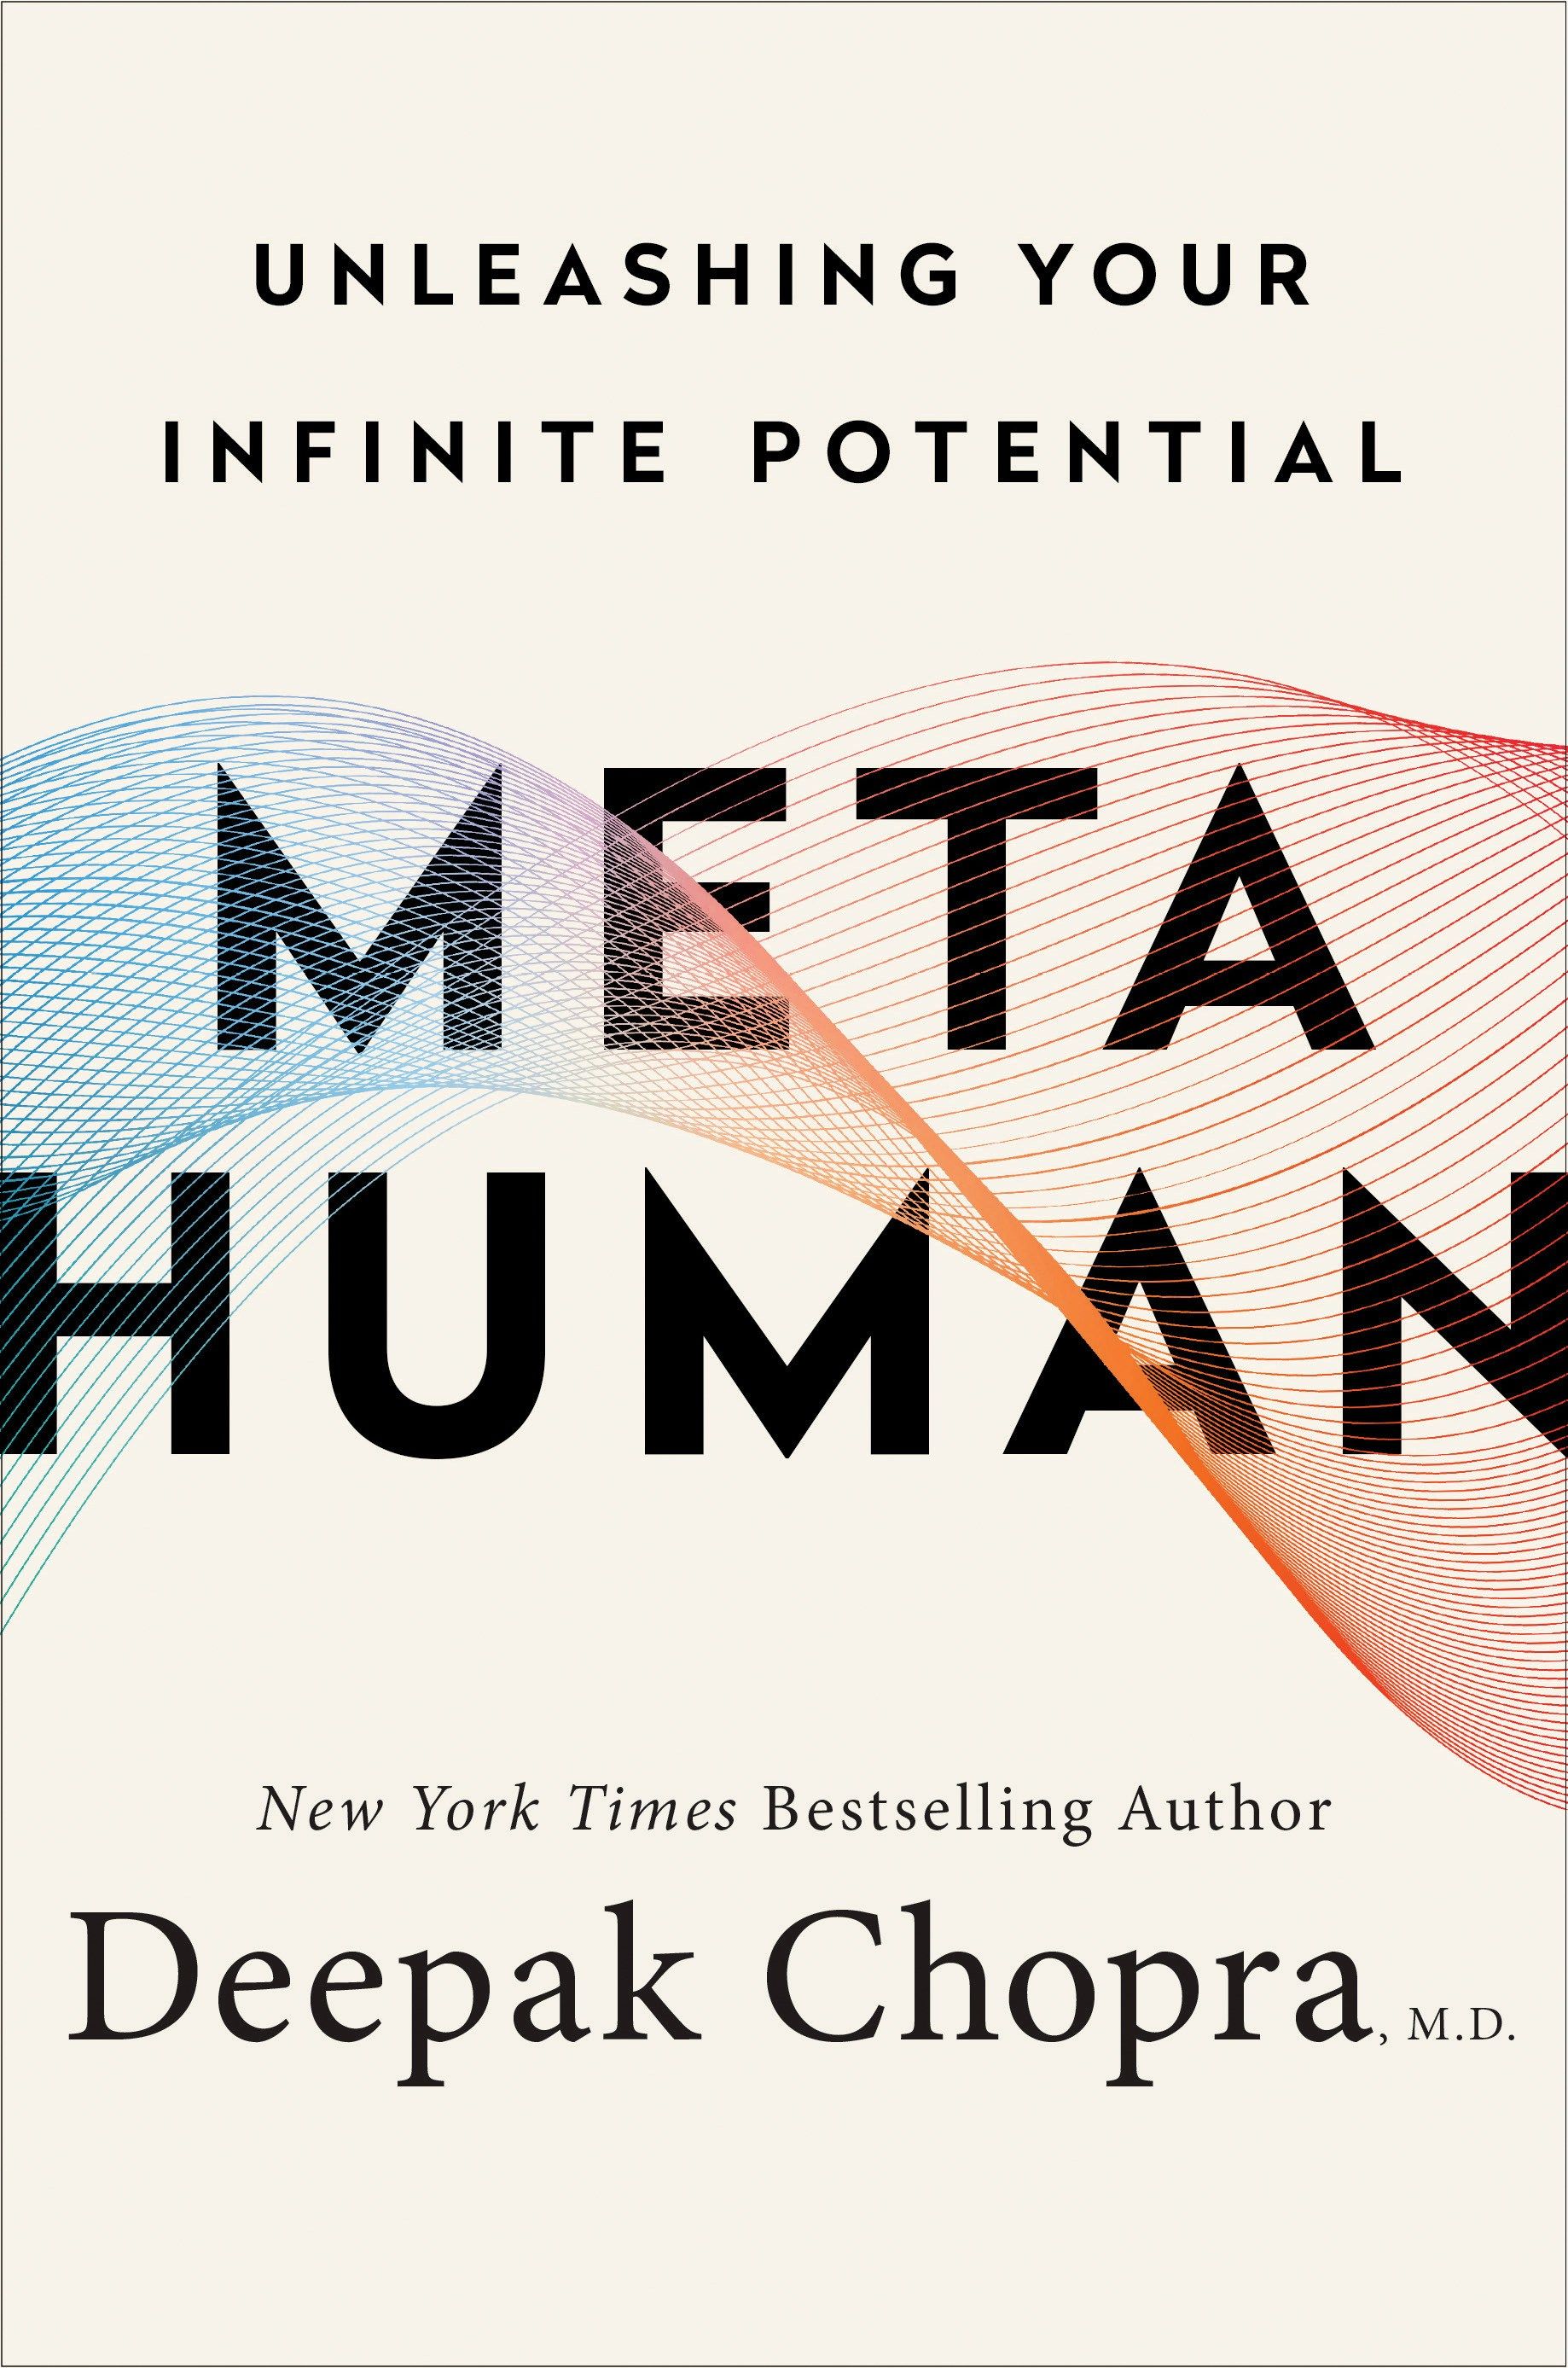 UNLEASHING YOUR
INFINITE POTENTIAL
META
HUMAN
New York Times Bestselling Author
Deepak Chopra, M.D.